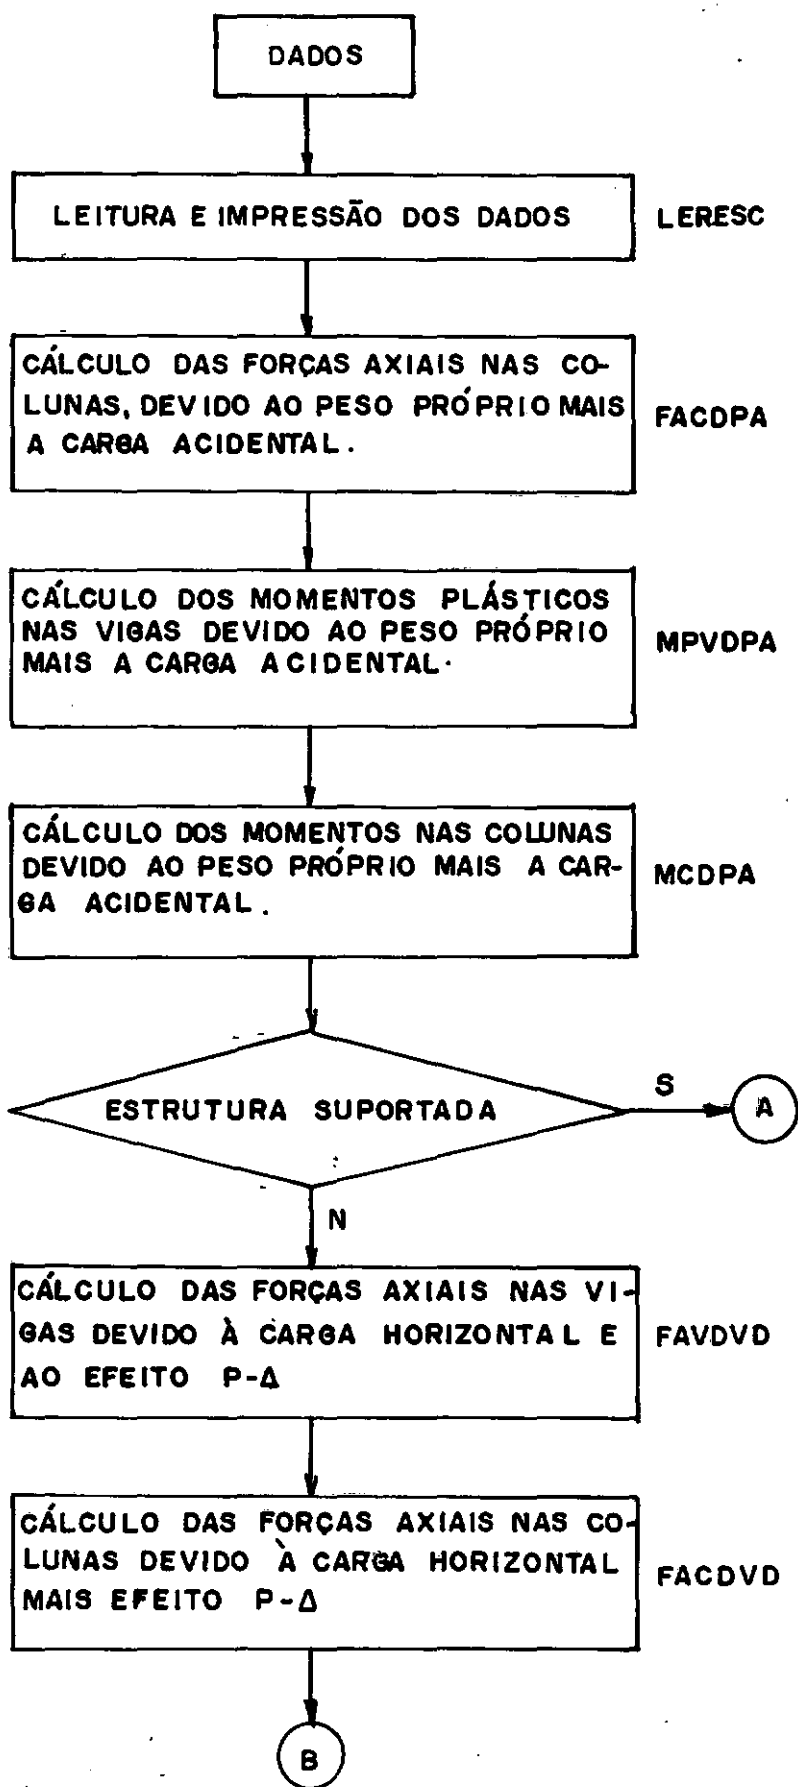 DADOS
LEITURA E IMPRESSÃO DOS DADOS
LERESC
CÁLCULO DAS FORÇAS AXIAIS NAS CO-
LUNAS, DEVIDO AO PESO PRÓPRIO MAIS
A CARGA ACIDENTAL.
FACDPA
CÁLCULO DOS MOMENTOS PLÁSTICOS
NAS VIGAS DEVIDO AO PESO PRÓPRIO
MAIS A CARGA ACIDENTAL.
MPVDPA
CÁLCULO DOS MOMENTOS NAS COLUNAS
DEVIDO AO PESO PRÓPRIO MAIS A CAR-
GA ACIDENTAL.
MCDPA
ESTRUTURA SUPORTADA
S
A
N
CÁLCULO DAS FORÇAS AXIAIS NAS VI-
GAS DEVIDO À CARGA HORIZONTAL E
AO EFEITO P-Δ
FAVDVD
CÁLCULO DAS FORÇAS AXIAIS NAS CO-
LUNAS DEVIDO À CARGA HORIZONTAL
MAIS EFEITO P-Δ
FACDVD
B